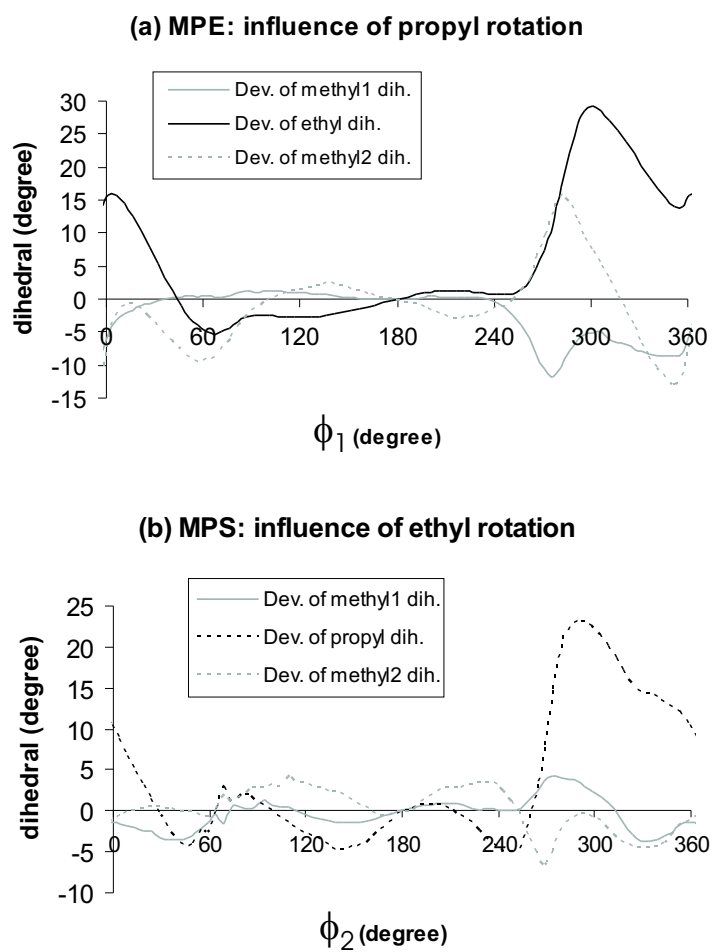 (a) MPE: influence of propyl rotation
Dev. of methyl1 dih.
Dev. of ethyl dih.
Dev. of methyl2 dih.
dihedral (degree)
30
25
20
15
10
5
0
-5
-10
-15
0 60 120 180 240 300 360
ϕ1 (degree)
(b) MPS: influence of ethyl rotation
Dev. of methyl1 dih.
Dev. of propyl dih.
Dev. of methyl2 dih.
dihedral (degree)
25
20
15
10
5
0
-5
-10
0 60 120 180 240 300 360
ϕ2 (degree)